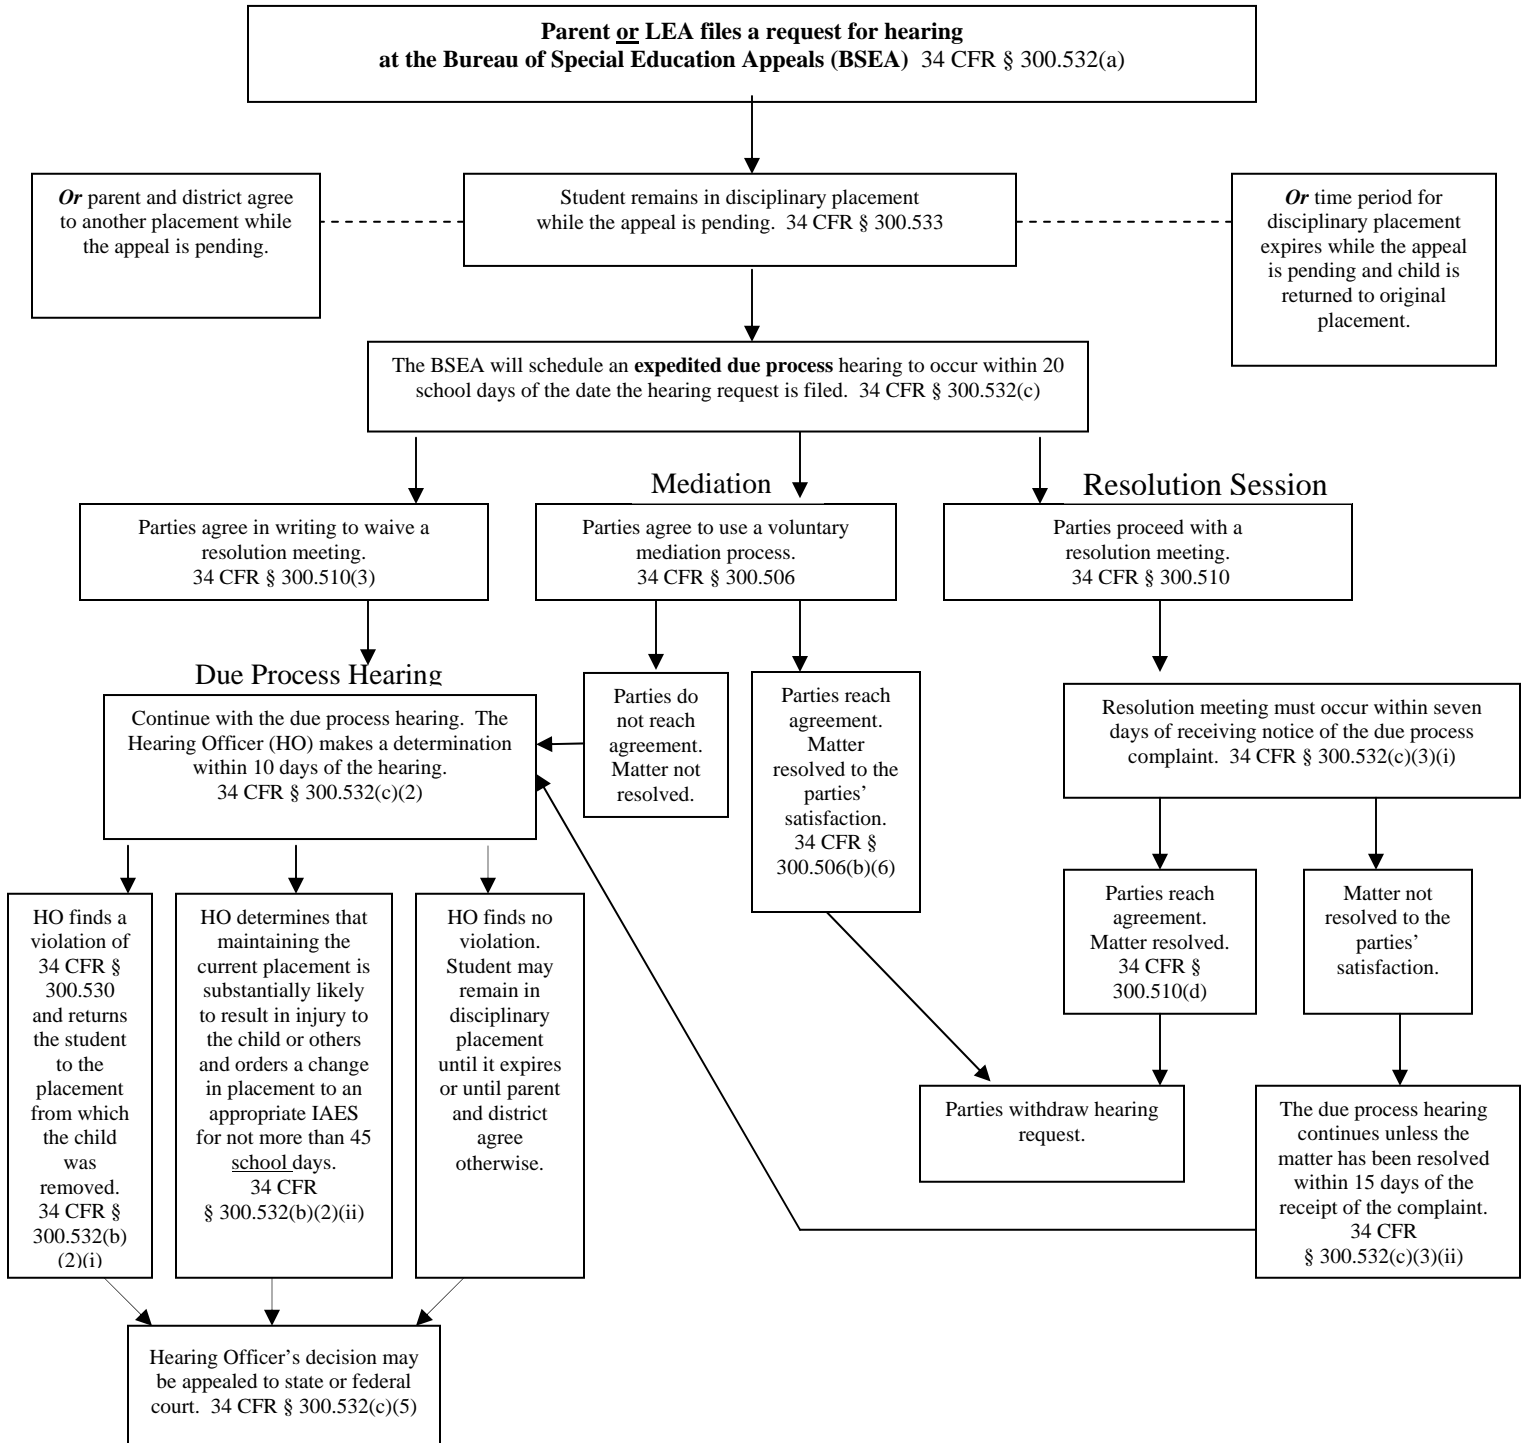 Parent or LEA files a request for hearing
at the Bureau of Special Education Appeals (BSEA) 34 CFR § 300.532(a)
Or parent and district agree
to another placement while
the appeal is pending.
Student remains in disciplinary placement
while the appeal is pending. 34 CFR § 300.533
Or time period for
disciplinary placement
expires while the appeal
is pending and child is
returned to original
placement.
The BSEA will schedule an expedited due process hearing to occur within 20
school days of the date the hearing request is filed. 34 CFR § 300.532(c)
Parties agree in writing to waive a
resolution meeting.
34 CFR § 300.510(3)
Mediation
Parties agree to use a voluntary
mediation process.
34 CFR § 300.506
Resolution Session
Parties proceed with a
resolution meeting.
34 CFR § 300.510
Due Process Hearing
Continue with the due process hearing. The
Hearing Officer (HO) makes a determination
within 10 days of the hearing.
34 CFR § 300.532(c)(2)
Parties do
not reach
agreement.
Matter not
resolved.
Parties reach
agreement.
Matter
resolved to the
parties’
satisfaction.
34 CFR §
300.506(b)(6)
Resolution meeting must occur within seven
days of receiving notice of the due process
complaint. 34 CFR § 300.532(c)(3)(i)
HO finds a
violation of
34 CFR §
300.530
and returns
the student
to the
placement
from which
the child
was
removed.
34 CFR §
300.532(b)
(2)(i)
HO determines that
maintaining the
current placement is
substantially likely
to result in injury to
the child or others
and orders a change
in placement to an
appropriate IAES
for not more than 45
school days.
34 CFR
§ 300.532(b)(2)(ii)
HO finds no
violation.
Student may
remain in
disciplinary
placement
until it expires
or until parent
and district
agree
otherwise.
Parties reach
agreement.
Matter resolved.
34 CFR §
300.510(d)
Matter not
resolved to the
parties’
satisfaction.
Parties withdraw hearing
request.
The due process hearing
continues unless the
matter has been resolved
within 15 days of the
receipt of the complaint.
34 CFR
§ 300.532(c)(3)(ii)
Hearing Officer’s decision may
be appealed to state or federal
court. 34 CFR § 300.532(c)(5)